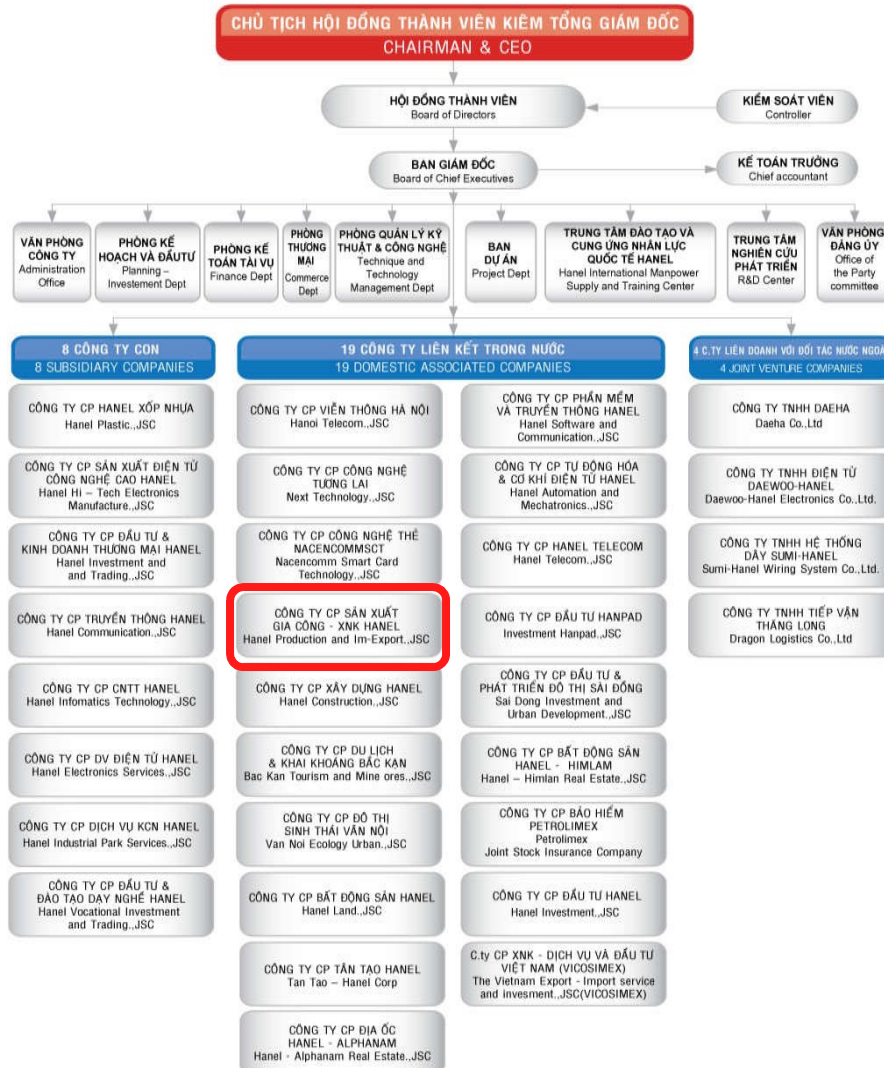 CHỦ TỊCH HỘI ĐỒNG THÀNH VIÊN KIÊM TỔNG GIÁM ĐỐC
CHAIRMAN & CEO
HỘI ĐỒNG THÀNH VIÊN
Board of Directors
KIỂM SOÁT VIÊN
Controller
BAN GIÁM ĐỐC
Board of Chief Executives
KẾ TOÁN TRƯỞNG
Chief accountant
VĂN PHÒNG
CÔNG TY
Administration
Office
PHÒNG KẾ
HOẠCH VÀ ĐẦUTƯ
Planning –
Investement Dept
PHÒNG KẾ
TOÁN TÀI VỤ
Finance Dept
PHÒNG
THƯƠNG
MẠI
Commerce
Dept
PHÒNG QUẢN LÝ KỸ
THUẬT & CÔNG NGHỆ
Technique and
Technology
Management Dept
BAN
DỰ ÁN
Project Dept
TRUNG TÂM ĐÀO TẠO VÀ
CUNG ỨNG NHÂN LỰC
QUỐC TẾ HANEL
Hanel International Manpower
Supply and Training Center
TRUNG TÂM
NGHIÊN CỨU
PHÁT TRIỂN
R&D Center
VĂN PHÒNG
ĐẢNG ỦY
Office of
the Party
committee
8 CÔNG TY CON
8 SUBSIDIARY COMPANIES
CÔNG TY CP HANEL XỐP NHỰA
Hanel Plastic.,JSC
CÔNG TY CP SẢN XUẤT ĐIỆN TỬ
CÔNG NGHỆ CAO HANEL
Hanel Hi – Tech Electronics
Manufacture.,JSC
CÔNG TY CP ĐẦU TƯ &
KINH DOANH THƯƠNG MẠI HANEL
Hanel Investment and
and Trading.,JSC
CÔNG TY CP TRUYỀN THÔNG HANEL
Hanel Communication.,JSC
CÔNG TY CP CNTT HANEL
Hanel Infomatics Technology.,JSC
CÔNG TY CP DV ĐIỆN TỬ HANEL
Hanel Electronics Services.,JSC
CÔNG TY CP DỊCH VỤ KCN HANEL
Hanel Industrial Park Services.,JSC
CÔNG TY CP ĐẦU TƯ &
ĐÀO TẠO DẠY NGHỀ HANEL
Hanel Vocational Investment
and Trading.,JSC
19 CÔNG TY LIÊN KẾT TRONG NƯỚC
19 DOMESTIC ASSOCIATED COMPANIES
CÔNG TY CP VIỄN THÔNG HÀ NỘI
Hanoi Telecom.,JSC
CÔNG TY CP CÔNG NGHỆ
TƯƠNG LAI
Next Technology.,JSC
CÔNG TY CP CÔNG NGHỆ THẺ
NACENCOMMSCT
Nacencomm Smart Card
Technology.,JSC
CÔNG TY CP SẢN XUẤT
GIA CÔNG - XNK HANEL
Hanel Production and Im-Export.,JSC
CÔNG TY CP XÂY DỰNG HANEL
Hanel Construction.,JSC
CÔNG TY CP DU LỊCH
& KHAI KHOÁNG BẮC KẠN
Bac Kan Tourism and Mine ores.,JSC
CÔNG TY CP ĐÔ THỊ
SINH THÁI VÂN NỘI
Van Noi Ecology Urban.,JSC
CÔNG TY CP BẤT ĐỘNG SẢN HANEL
Hanel Land.,JSC
CÔNG TY CP TÂN TẠO HANEL
Tan Tao – Hanel Corp
CÔNG TY CP ĐỊA ỐC
HANEL - ALPHANAM
Hanel - Alphanam Real Estate.,JSC
CÔNG TY CP PHẦN MỀM
VÀ TRUYỀN THÔNG HANEL
Hanel Software and
Communication.,JSC
CÔNG TY CP TỰ ĐỘNG HÓA
& CƠ KHÍ ĐIỆN TỬ HANEL
Hanel Automation and
Mechatronics.,JSC
CÔNG TY CP HANEL TELECOM
Hanel Telecom.,JSC
CÔNG TY CP ĐẦU TƯ HANPAD
Investment Hanpad.,JSC
CÔNG TY CP ĐẦU TƯ &
PHÁT TRIỂN ĐÔ THỊ SÀI ĐỒNG
Sai Dong Investment and
Urban Development.,JSC
CÔNG TY CP BẤT ĐỘNG SẢN
HANEL - HIMLAM
Hanel – Himlan Real Estate.,JSC
CÔNG TY CP BẢO HIỂM
PETROLIMEX
Petrolimex
Joint Stock Insurance Company
CÔNG TY CP ĐẦU TƯ HANEL
Hanel Investment.,JSC
C.ty CP XNK - DỊCH VỤ VÀ ĐẦU TƯ
VIỆT NAM (VICOSIMEX)
The Vietnam Export - Import service
and invesment.,JSC(VICOSIMEX)
4 C.TY LIÊN DOANH VỚI ĐỐI TÁC NƯỚC NGOÀI
4 JOINT VENTURE COMPANIES
CÔNG TY TNHH DAEHA
Daeha Co.,Ltd
CÔNG TY TNHH ĐIỆN TỬ
DAEWOO-HANEL
Daewoo-Hanel Electronics Co.,Ltd.
CÔNG TY TNHH HỆ THỐNG
DÂY SUMI-HANEL
Sumi-Hanel Wiring System Co.,Ltd.
CÔNG TY TNHH TIẾP VẬN
THĂNG LONG
Dragon Logistics Co.,Ltd